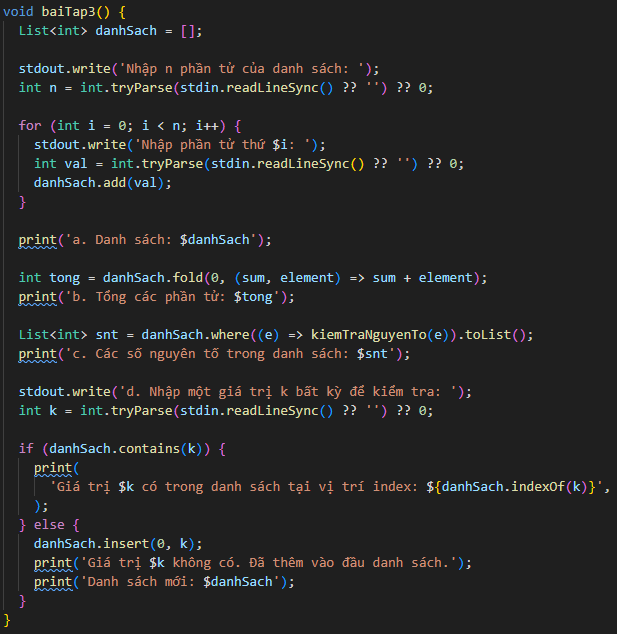 void baiTap3() {
  List<int> danhSach = [];

  stdout.write('Nhập n phần tử của danh sách: ');
  int n = int.tryParse(stdin.readLineSync() ?? '') ?? 0;

  for (int i = 0; i < n; i++) {
    stdout.write('Nhập phần tử thứ $i: ');
    int val = int.tryParse(stdin.readLineSync() ?? '') ?? 0;
    danhSach.add(val);
  }

  print('a. Danh sách: $danhSach');

  int tong = danhSach.fold(0, (sum, element) => sum + element);
  print('b. Tổng các phần tử: $tong');

  List<int> snt = danhSach.where((e) => kiemTraNguyenTo(e)).toList();
  print('c. Các số nguyên tố trong danh sách: $snt');

  stdout.write('d. Nhập một giá trị k bất kỳ để kiểm tra: ');
  int k = int.tryParse(stdin.readLineSync() ?? '') ?? 0;

  if (danhSach.contains(k)) {
    print(
      'Giá trị $k có trong danh sách tại vị trí index: ${danhSach.indexOf(k)}',
    );
  } else {
    danhSach.insert(0, k);
    print('Giá trị $k không có. Đã thêm vào đầu danh sách.');
    print('Danh sách mới: $danhSach');
  }
}